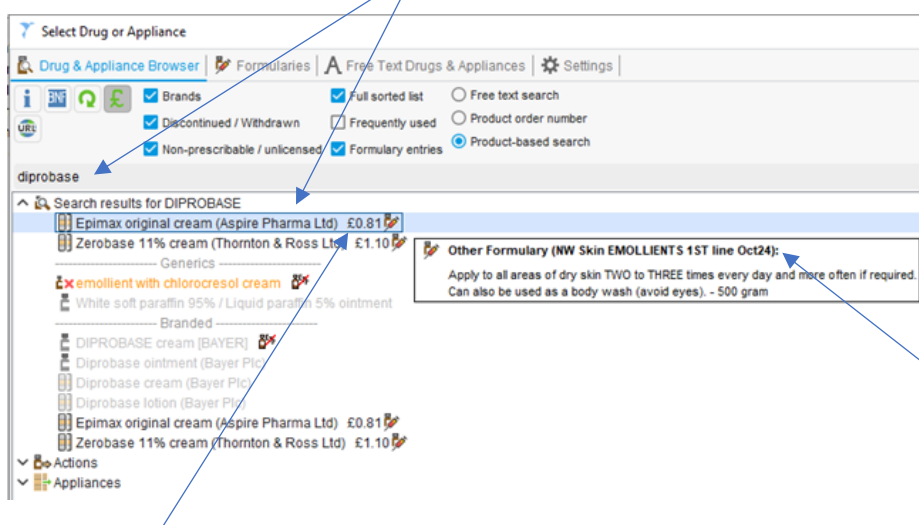 Select Drug or Appliance
Drug & Appliance Browser Formularies Free Text Drugs & Appliances Settings
i BNF £ Brands Full sorted list Free text search
URL Discontinued / Withdrawn Frequently used Product order number
Non-prescribable / unlicensed Formulary entries Product-based search
diprobase
Search results for DIPROBASE
Epimax original cream (Aspire Pharma Ltd) £0.81
Zerobase 11% cream (Thornton & Ross Ltd) £1.10
Generics
emollient with chlorocresol cream
White soft paraffin 95% / Liquid paraffin 5% ointment
Branded
DIPROBASE cream [BAYER]
Diprobase ointment (Bayer Plc)
Diprobase cream (Bayer Plc)
Diprobase lotion (Bayer Plc)
Epimax original cream (Aspire Pharma Ltd) £0.81
Zerobase 11% cream (Thornton & Ross Ltd) £1.10
Actions
Appliances
Other Formulary (NW Skin EMOLLIENTS 1ST line Oct24):
Apply to all areas of dry skin TWO to THREE times every day and more often if required.
Can also be used as a body wash (avoid eyes). - 500 gram